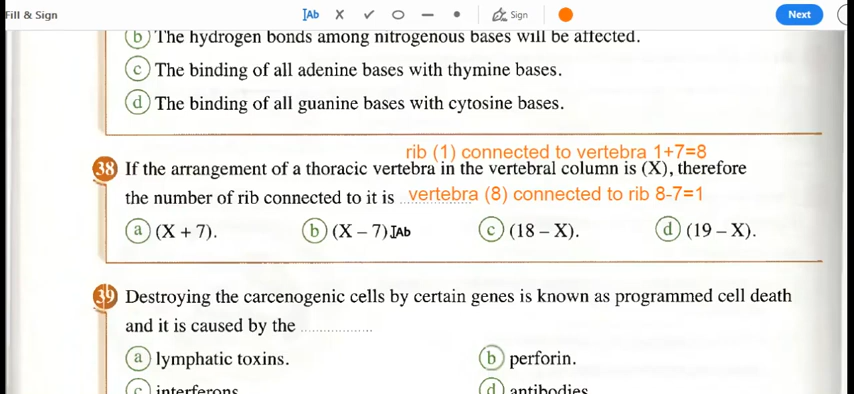 Fill & Sign IAb X Sign Next
b The hydrogen bonds among nitrogenous bases will be affected.
c The binding of all adenine bases with thymine bases.
d The binding of all guanine bases with cytosine bases.
rib (1) connected to vertebra 1+7=8
38 If the arrangement of a thoracic vertebra in the vertebral column is (X), therefore
the number of rib connected to it is vertebra (8) connected to rib 8-7=1
a (X + 7). b (X – 7) IAb c (18 – X). d (19 – X).
39 Destroying the carcenogenic cells by certain genes is known as programmed cell death
and it is caused by the ..................
a lymphatic toxins. b perforin.
c interferons d antibodies